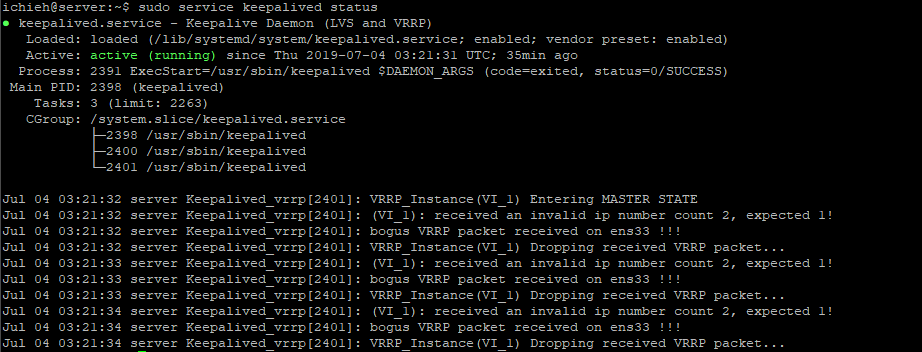 ichieh@server:~$ sudo service keepalived status
● keepalived.service - Keepalive Daemon (LVS and VRRP)
   Loaded: loaded (/lib/systemd/system/keepalived.service; enabled; vendor preset: enabled)
   Active: active (running) since Thu 2019-07-04 03:21:31 UTC; 35min ago
  Process: 2391 ExecStart=/usr/sbin/keepalived $DAEMON_ARGS (code=exited, status=0/SUCCESS)
 Main PID: 2398 (keepalived)
    Tasks: 3 (limit: 2263)
   CGroup: /system.slice/keepalived.service
           ├─2398 /usr/sbin/keepalived
           ├─2400 /usr/sbin/keepalived
           └─2401 /usr/sbin/keepalived
Jul 04 03:21:32 server Keepalived_vrrp[2401]: VRRP_Instance(VI_1) Entering MASTER STATE
Jul 04 03:21:32 server Keepalived_vrrp[2401]: (VI_1): received an invalid ip number count 2, expected 1!
Jul 04 03:21:32 server Keepalived_vrrp[2401]: bogus VRRP packet received on ens33 !!!
Jul 04 03:21:32 server Keepalived_vrrp[2401]: VRRP_Instance(VI_1) Dropping received VRRP packet...
Jul 04 03:21:33 server Keepalived_vrrp[2401]: (VI_1): received an invalid ip number count 2, expected 1!
Jul 04 03:21:33 server Keepalived_vrrp[2401]: bogus VRRP packet received on ens33 !!!
Jul 04 03:21:33 server Keepalived_vrrp[2401]: VRRP_Instance(VI_1) Dropping received VRRP packet...
Jul 04 03:21:34 server Keepalived_vrrp[2401]: (VI_1): received an invalid ip number count 2, expected 1!
Jul 04 03:21:34 server Keepalived_vrrp[2401]: bogus VRRP packet received on ens33 !!!
Jul 04 03:21:34 server Keepalived_vrrp[2401]: VRRP_Instance(VI_1) Dropping received VRRP packet...